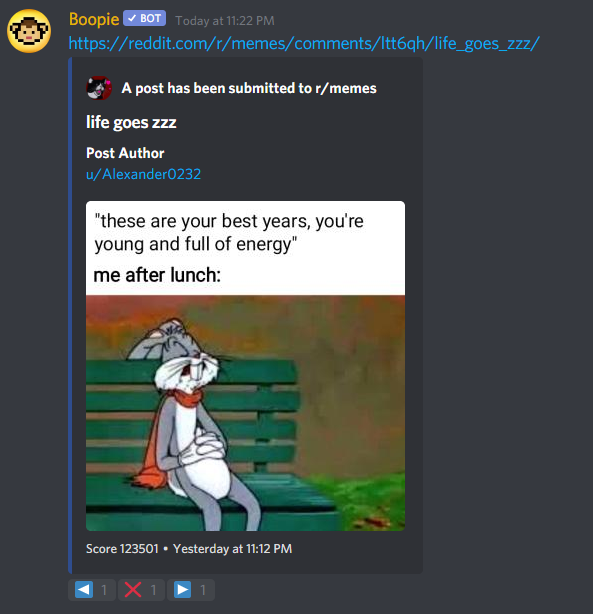 Boopie ✓ BOT Today at 11:22 PM
https://reddit.com/r/memes/comments/ltt6qh/life_goes_zzz/
A post has been submitted to r/memes
life goes zzz
Post Author
u/Alexander0232
"these are your best years, you're
young and full of energy"
me after lunch:
Score 123501 • Yesterday at 11:12 PM
1 1 1